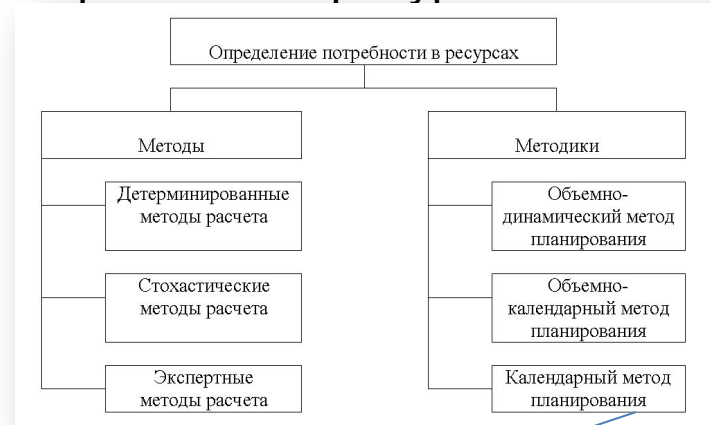 Определение потребности в ресурсах
Методы
Детерминированные
методы расчета
Стохастические
методы расчета
Экспертные
методы расчета
Методики
Объемно-
динамический метод
планирования
Объемно-
календарный метод
планирования
Календарный метод
планирования